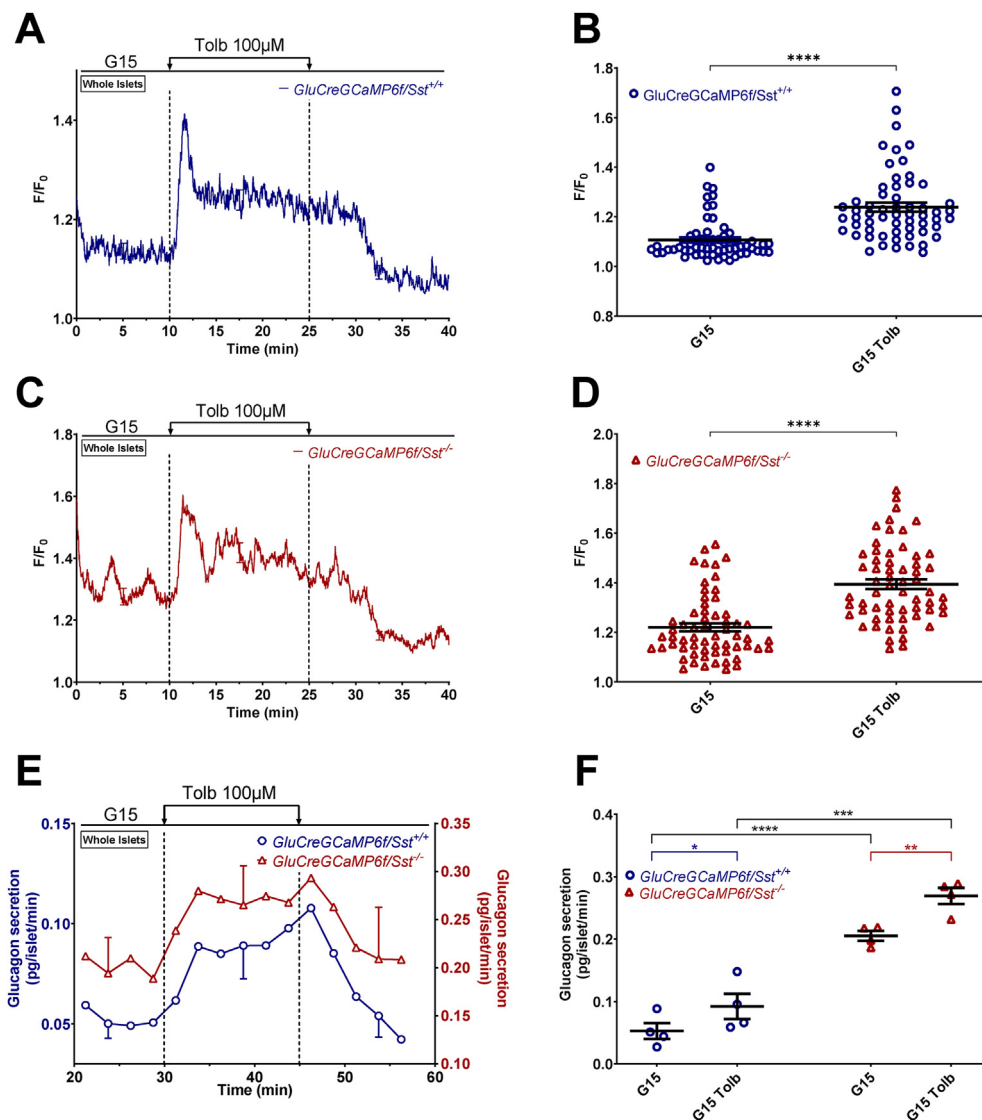 A
Tolb 100µM
G15
Whole Islets
GluCreGCaMP6f/Sst+/+
F/F0
1.4
1.2
1.0
0 5 10 15 20 25 30 35 40
Time (min)
B
****
GluCreGCaMP6f/Sst+/+
F/F0
1.8
1.6
1.4
1.2
1.0
0.8
G15
G15 Tolb
C
Tolb 100µM
G15
Whole Islets
GluCreGCaMP6f/Sst-/-
F/F0
1.8
1.6
1.4
1.2
1.0
0 5 10 15 20 25 30 35 40
Time (min)
D
****
GluCreGCaMP6f/Sst-/-
F/F0
2.0
1.8
1.6
1.4
1.2
1.0
G15
G15 Tolb
E
Tolb 100µM
G15
Whole Islets
GluCreGCaMP6f/Sst+/+
GluCreGCaMP6f/Sst-/-
Glucagon secretion
(pg/islet/min)
0.15
0.10
0.05
Glucagon secretion
(pg/islet/min)
0.35
0.30
0.25
0.20
0.15
0.10
20 30 40 50 60
Time (min)
F
***
****
*
**
GluCreGCaMP6f/Sst+/+
GluCreGCaMP6f/Sst-/-
Glucagon secretion
(pg/islet/min)
0.4
0.3
0.2
0.1
0.0
G15
G15 Tolb
G15
G15 Tolb